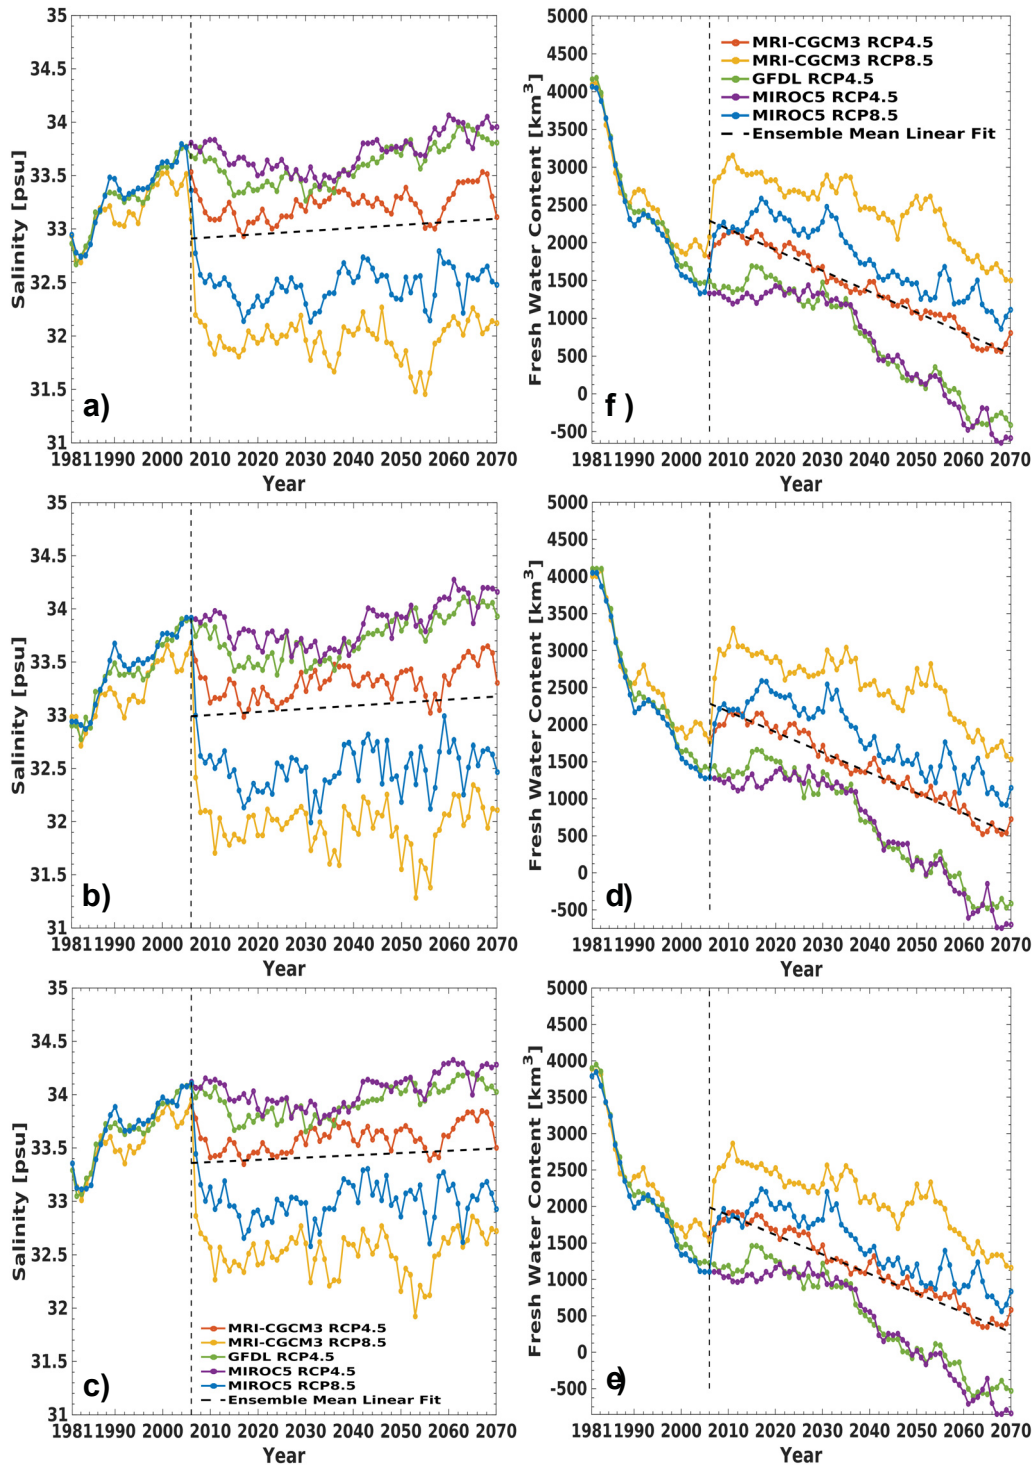 35
34.5
34
33.5
33
32.5
32
31.5
31
Salinity [psu]
a)
1981 1990 2000 2010 2020 2030 2040 2050 2060 2070
Year
5000
4500
4000
3500
3000
2500
2000
1500
1000
500
0
-500
Fresh Water Content [km³]
MRI-CGCM3 RCP4.5
MRI-CGCM3 RCP8.5
GFDL RCP4.5
MIROC5 RCP4.5
MIROC5 RCP8.5
Ensemble Mean Linear Fit
f )
1981 1990 2000 2010 2020 2030 2040 2050 2060 2070
Year
35
34.5
34
33.5
33
32.5
32
31.5
31
Salinity [psu]
b)
1981 1990 2000 2010 2020 2030 2040 2050 2060 2070
Year
5000
4500
4000
3500
3000
2500
2000
1500
1000
500
0
-500
Fresh Water Content [km³]
d)
1981 1990 2000 2010 2020 2030 2040 2050 2060 2070
Year
35
34.5
34
33.5
33
32.5
32
31.5
31
Salinity [psu]
MRI-CGCM3 RCP4.5
MRI-CGCM3 RCP8.5
GFDL RCP4.5
MIROC5 RCP4.5
MIROC5 RCP8.5
Ensemble Mean Linear Fit
c)
1981 1990 2000 2010 2020 2030 2040 2050 2060 2070
Year
5000
4500
4000
3500
3000
2500
2000
1500
1000
500
0
-500
Fresh Water Content [km³]
e)
1981 1990 2000 2010 2020 2030 2040 2050 2060 2070
Year